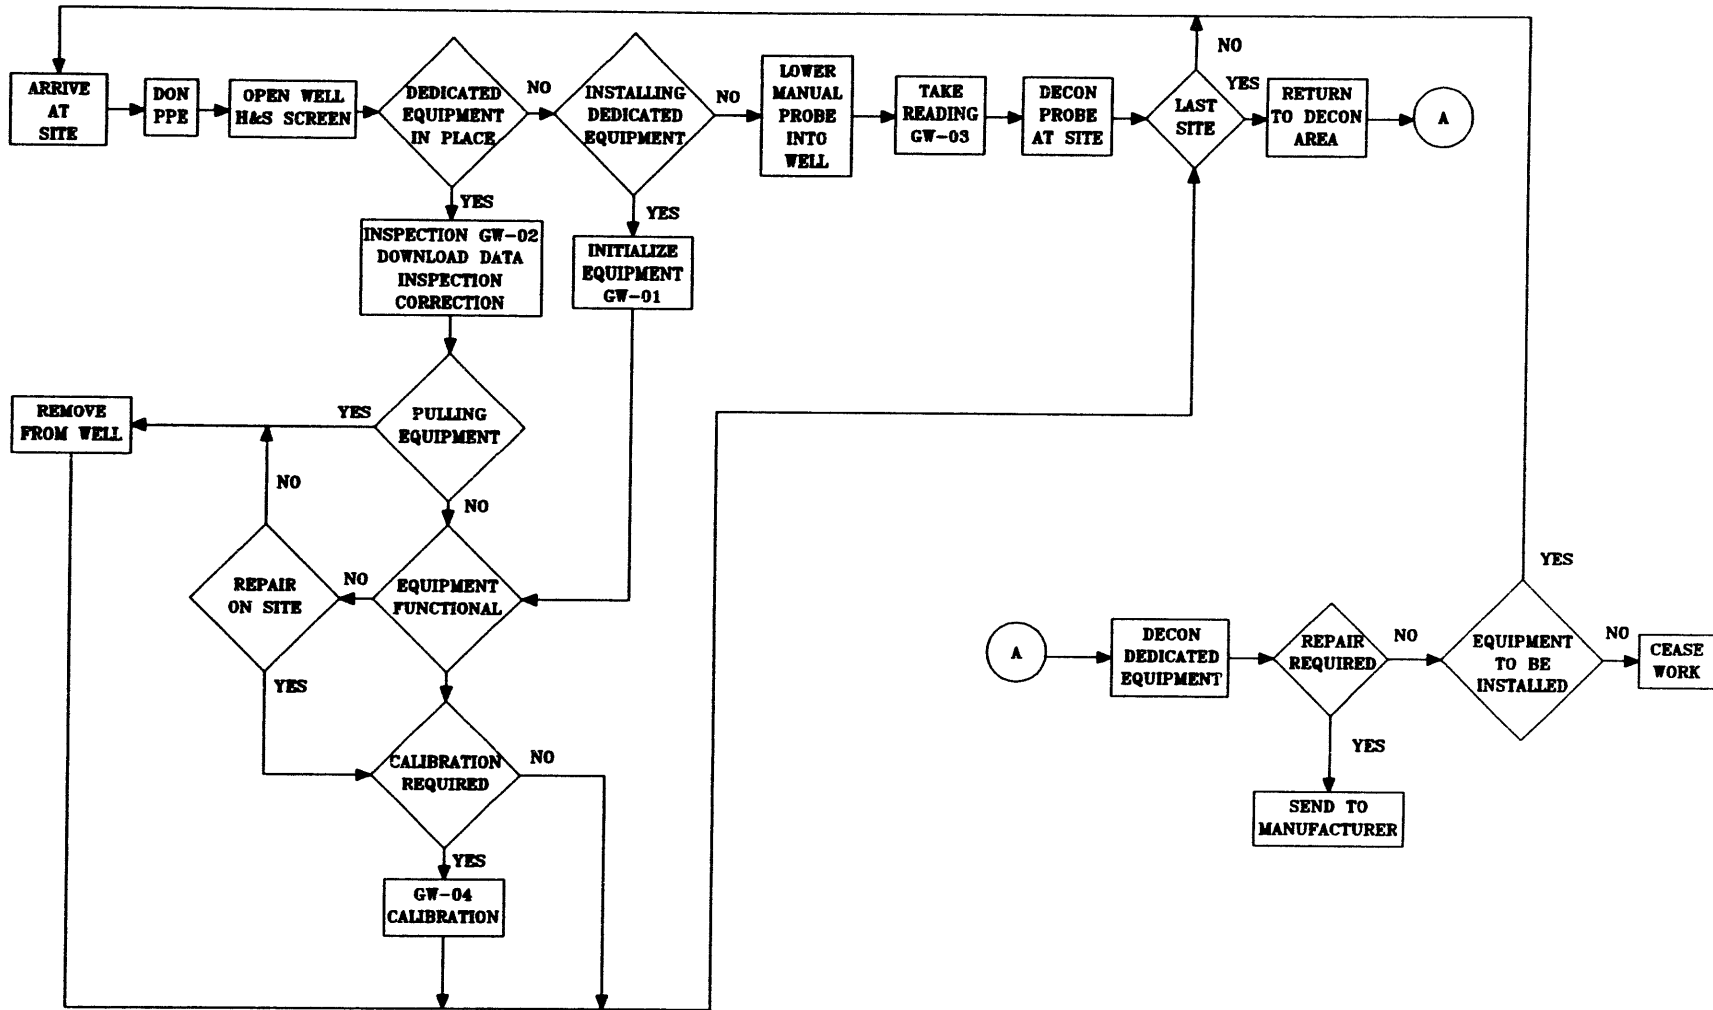 ARRIVE
AT
SITE
DON
PPE
OPEN WELL
H&S SCREEN
DEDICATED
EQUIPMENT
IN PLACE
NO
YES
INSTALLING
DEDICATED
EQUIPMENT
NO
YES
LOWER
MANUAL
PROBE
INTO
WELL
TAKE
READING
GW-03
DECON
PROBE
AT SITE
LAST
SITE
NO
YES
RETURN
TO DECON
AREA
A
INSPECTION GW-02
DOWNLOAD DATA
INSPECTION
CORRECTION
INITIALIZE
EQUIPMENT
GW-01
PULLING
EQUIPMENT
YES
NO
REMOVE
FROM WELL
EQUIPMENT
FUNCTIONAL
NO
REPAIR
ON SITE
NO
YES
CALIBRATION
REQUIRED
NO
YES
GW-04
CALIBRATION
A
DECON
DEDICATED
EQUIPMENT
REPAIR
REQUIRED
NO
YES
SEND TO
MANUFACTURER
EQUIPMENT
TO BE
INSTALLED
YES
NO
CEASE
WORK